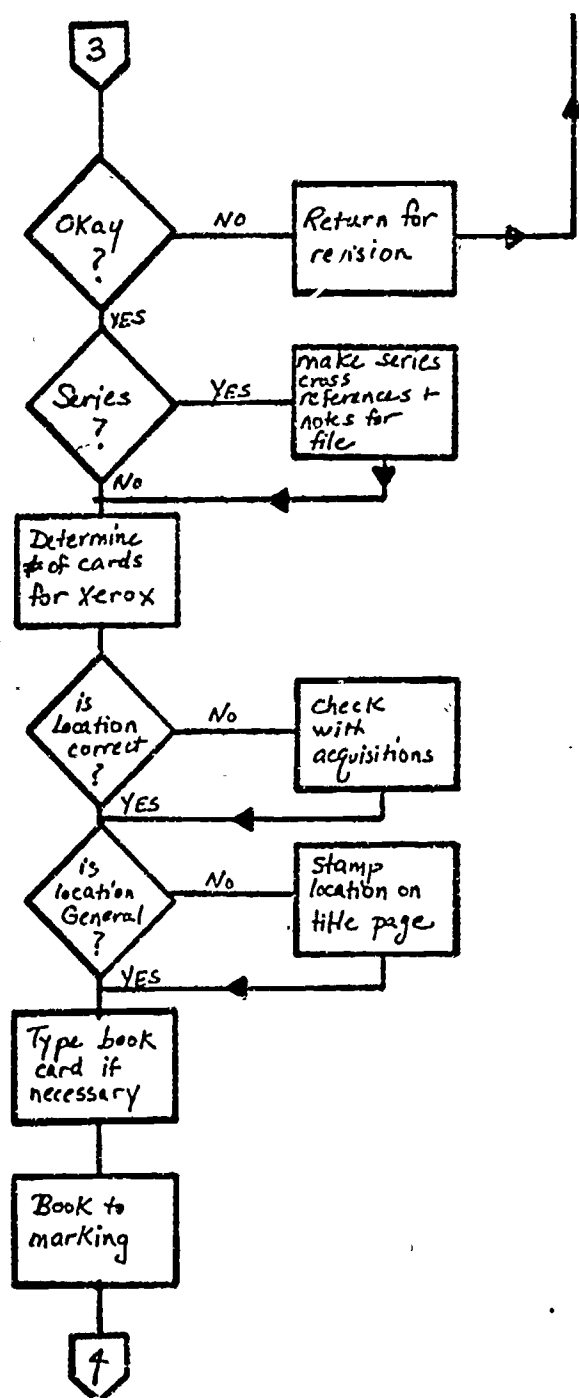 3
Okay
?
NO
Return for
revision
YES
Series
?
YES
make series
cross
references +
notes for
file
No
Determine
# of cards
for Xerox
is
Location
correct
?
No
check
with
acquisitions
YES
is
location
General
?
No
Stamp
location on
title page
YES
Type book
card if
necessary
Book to
marking
4